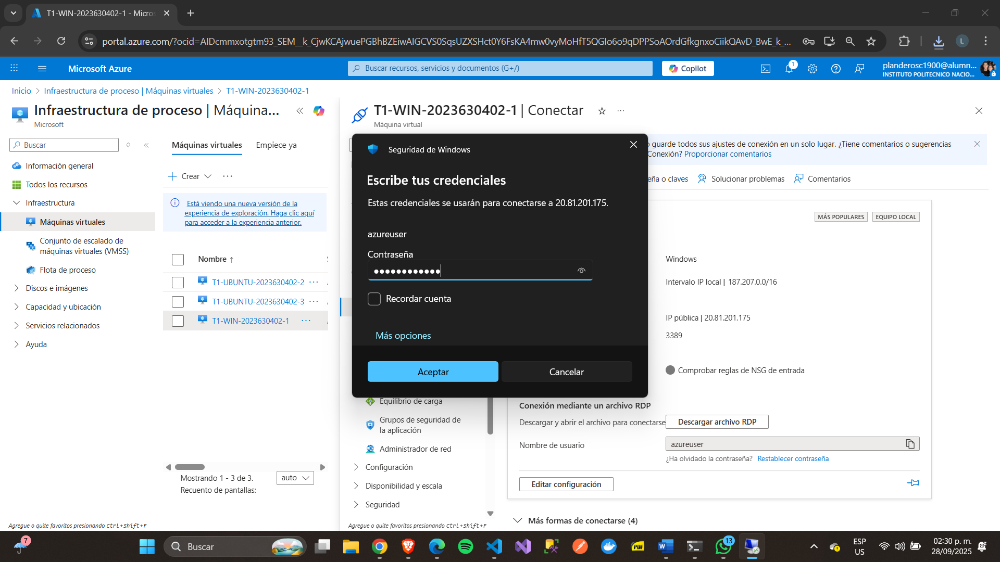 T1-WIN-2023630402-1 - Micros
portal.azure.com/?ocid=AIDcmmxotgtm93_SEM__k_CjwKCAjwuePGBhBZEiwAIGCVS0SqsUZXSHct0Y6FsKA4mw0vyMoHfT5QGIo6o9qDPPSoAOrdGfkgnxoCiikQAvD_BwE_k_...
L
Microsoft Azure
Buscar recursos, servicios y documentos (G+/)
Copilot
1
planderosc1900@alumn...
INSTITUTO POLITECNICO NACIO...
Inicio > Infraestructura de proceso | Máquinas virtuales > T1-WIN-2023630402-1
Infraestructura de proceso | Máquina...
Microsoft
Buscar
Información general
Todos los recursos
Infraestructura
Máquinas virtuales
Conjunto de escalado de
máquinas virtuales (VMSS)
Flota de proceso
Discos e imágenes
Capacidad y ubicación
Servicios relacionados
Ayuda
Agregue o quite favoritos presionando Ctrl+Shift+F
Máquinas virtuales
Empiece ya
Crear
Está viendo una nueva versión de la
experiencia de exploración. Haga clic aquí
para acceder a la experiencia anterior.
Nombre ↑
T1-UBUNTU-2023630402-2
T1-UBUNTU-2023630402-3
T1-WIN-2023630402-1
Mostrando 1 - 3 de 3.
Recuento de pantallas:
auto
T1-WIN-2023630402-1 | Conectar
Máquina virtual
o guarde todos sus ajustes de conexión en un solo lugar. ¿Tiene comentarios o sugerencias
Conexión? Proporcionar comentarios
eña o claves
Solucionar problemas
Comentarios
Seguridad de Windows
Escribe tus credenciales
Estas credenciales se usarán para conectarse a 20.81.201.175.
azureuser
Contraseña
Recordar cuenta
Más opciones
Aceptar
Cancelar
MÁS POPULARES
EQUIPO LOCAL
Windows
Intervalo IP local | 187.207.0.0/16
IP pública | 20.81.201.175
3389
Comprobar reglas de NSG de entrada
Equilibrio de carga
Grupos de seguridad de
la aplicación
Administrador de red
Configuración
Disponibilidad y escala
Seguridad
Agregue o quite favoritos presionando Ctrl+Shift+F
Conexión mediante un archivo RDP
Descargar y abrir el archivo para conectarse
Descargar archivo RDP
Nombre de usuario
azureuser
¿Ha olvidado la contraseña? Restablecer contraseña
Editar configuración
Más formas de conectarse (4)
7
Buscar
PDF
W
13
ESP
US
02:30 p. m.
28/09/2025